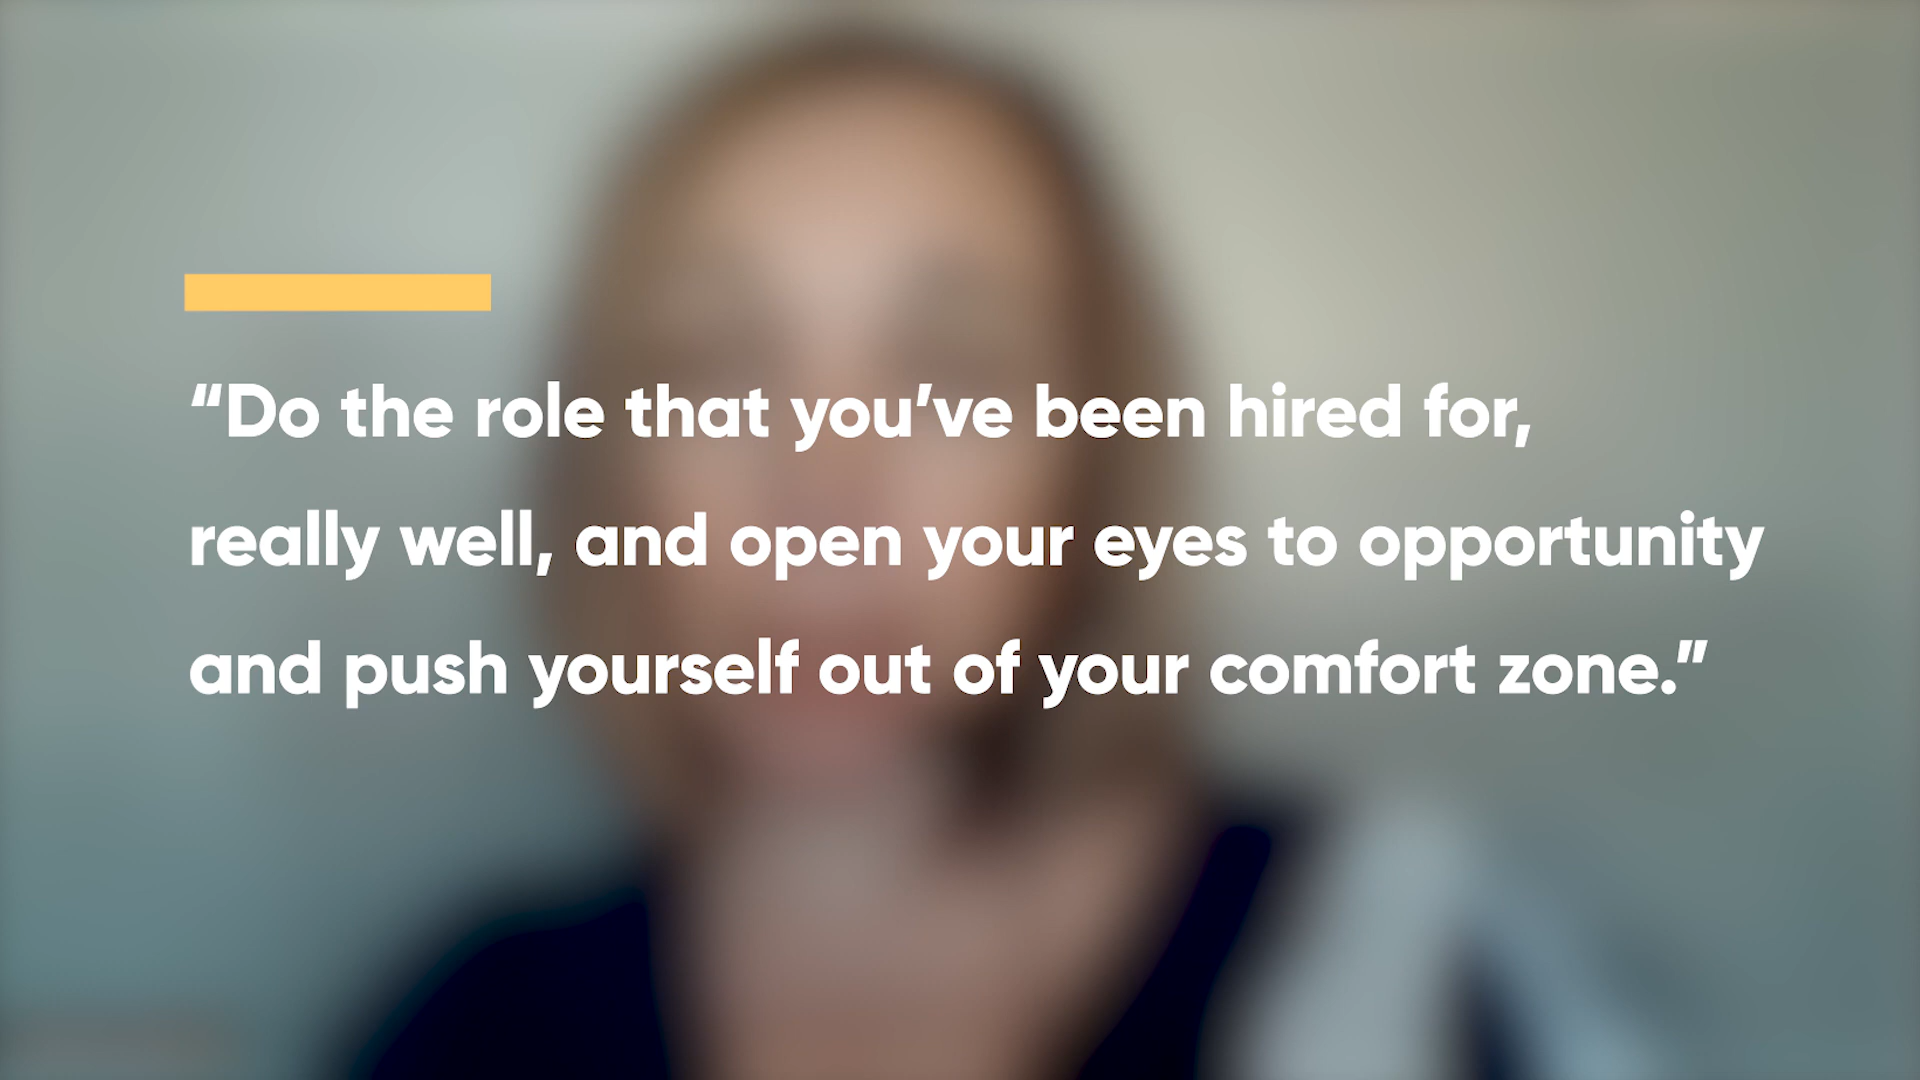 “Do the role that you’ve been hired for,
really well, and open your eyes to opportunity
and push yourself out of your comfort zone.”